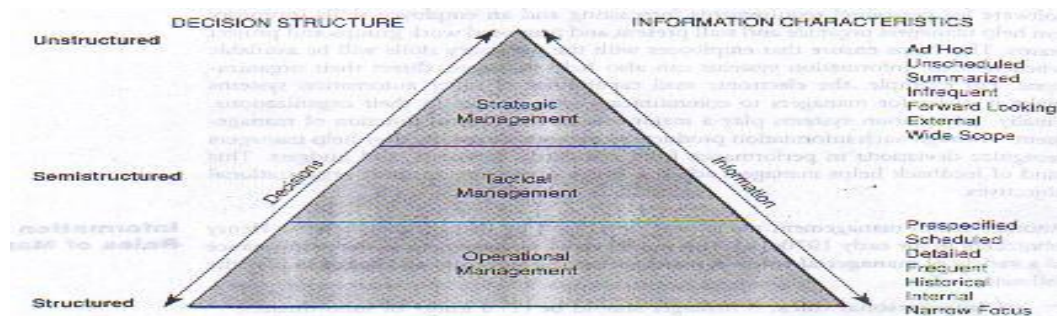 DECISION STRUCTURE
INFORMATION CHARACTERISTICS
Unstructured
Ad Hoc
Unscheduled
Summarized
Infrequent
Forward Looking
External
Wide Scope
Strategic
Management
Decisions
Information
Semistructured
Tactical
Management
Operational
Management
Prespecified
Scheduled
Detailed
Frequent
Historical
Internal
Narrow Focus
Structured